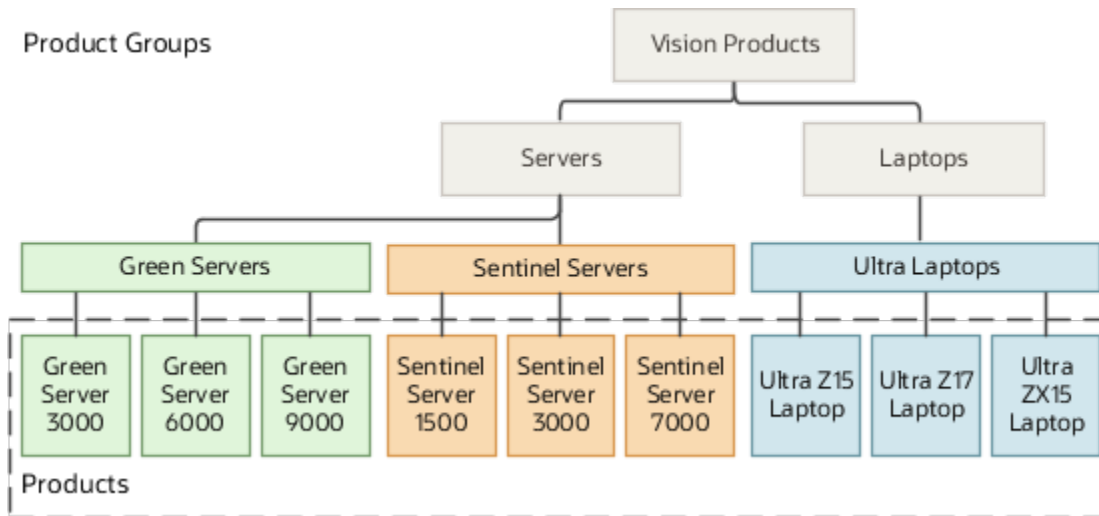 Product Groups
Vision Products
Servers
Laptops
Green Servers
Sentinel Servers
Ultra Laptops
Green
Server
3000
Green
Server
6000
Green
Server
9000
Sentinel
Server
1500
Sentinel
Server
3000
Sentinel
Server
7000
Ultra Z15
Laptop
Ultra Z17
Laptop
Ultra
ZX15
Laptop
Products